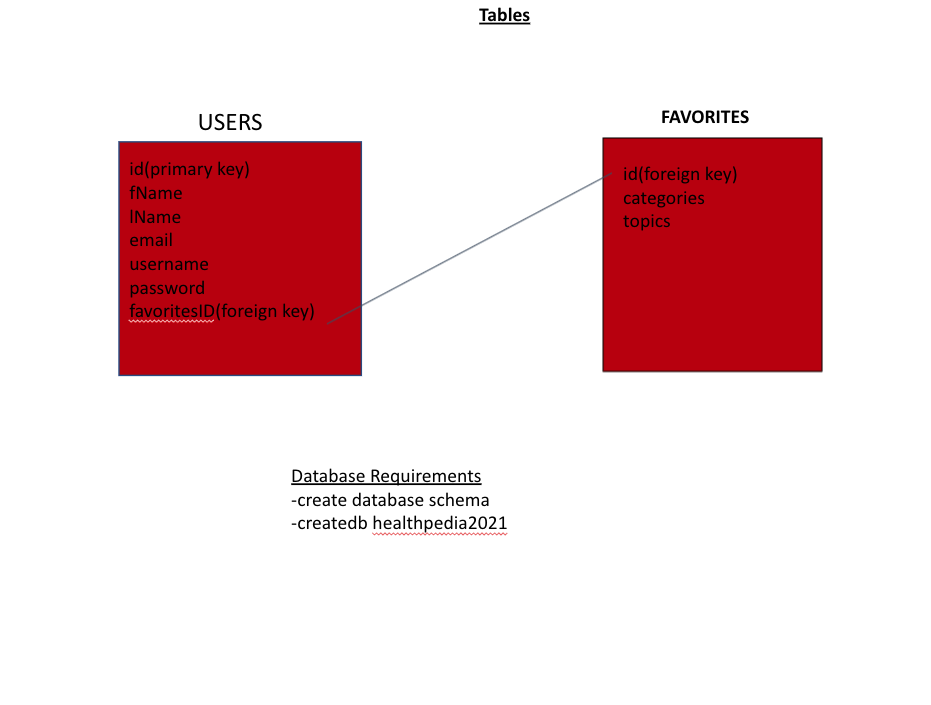 Tables
USERS
id(primary key)
fName
lName
email
username
password
favoritesID(foreign key)
FAVORITES
id(foreign key)
categories
topics
Database Requirements
-create database schema
-createdb healthpedia2021